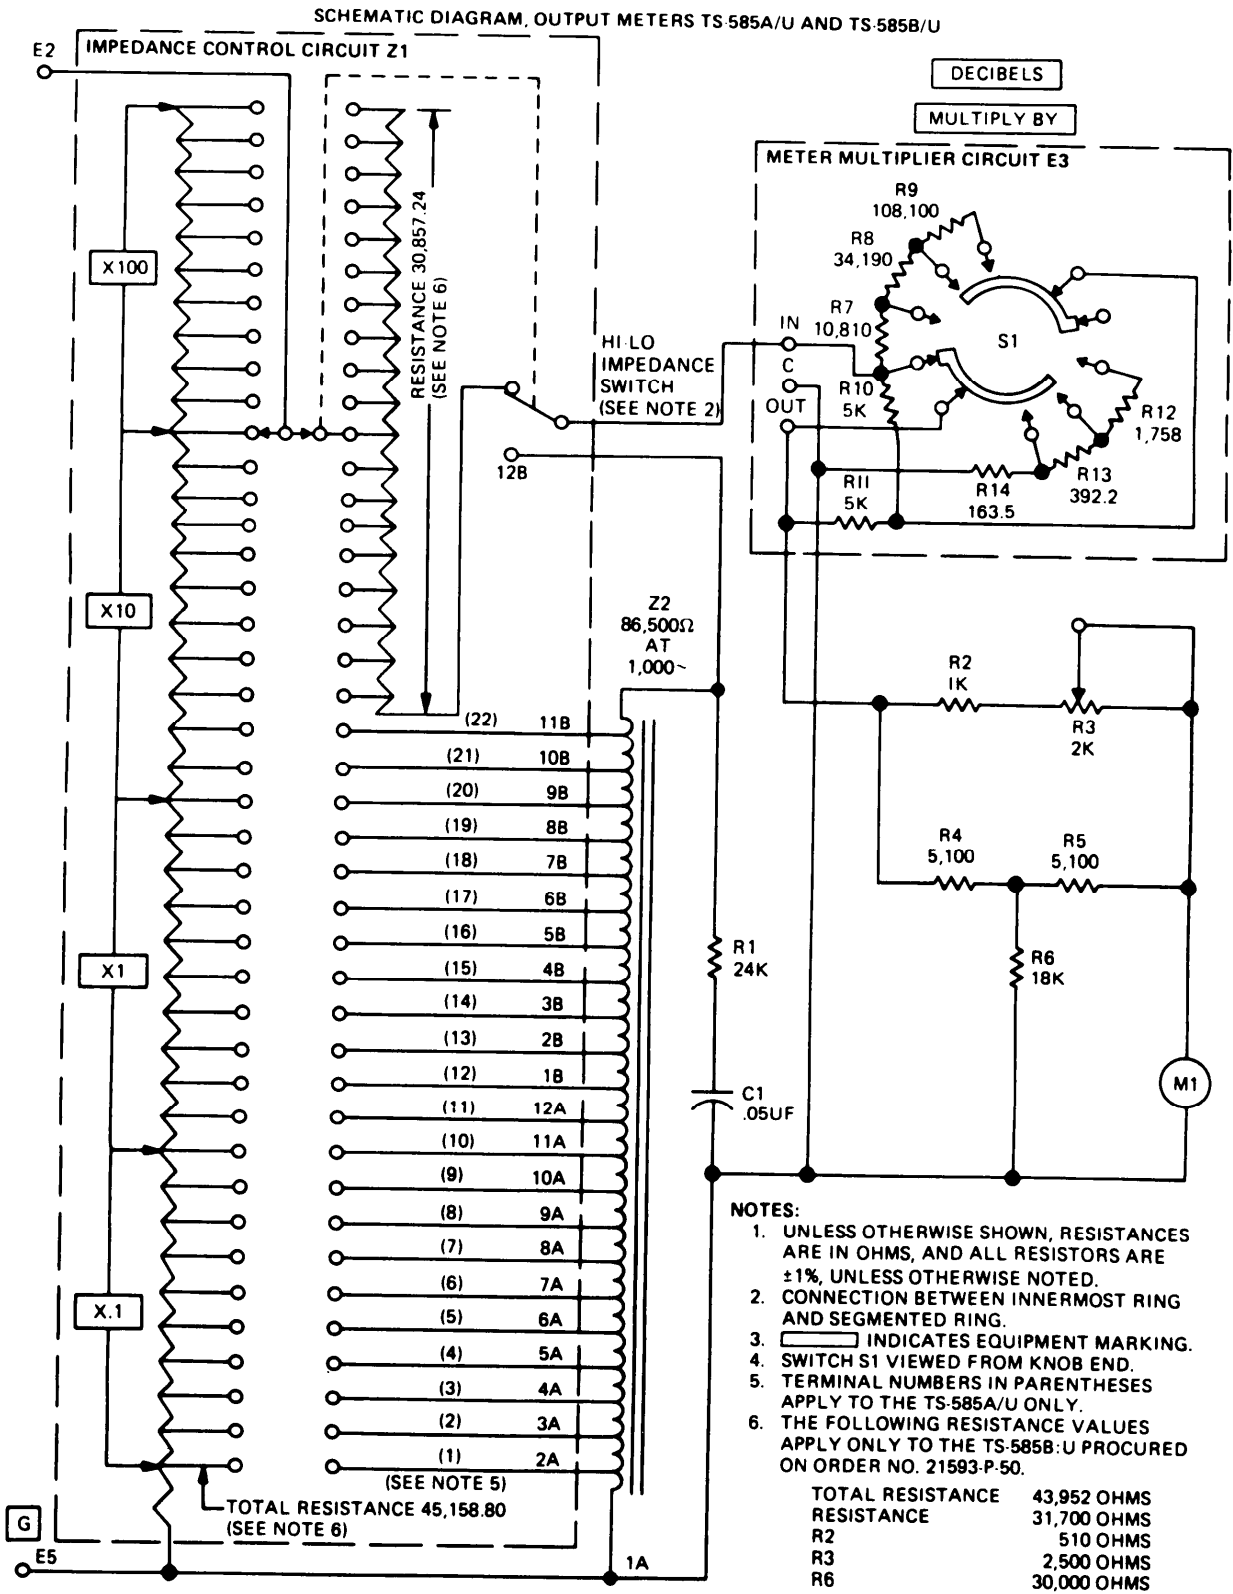 SCHEMATIC DIAGRAM, OUTPUT METERS TS-585A/U AND TS-585B/U
E2
IMPEDANCE CONTROL CIRCUIT Z1
DECIBELS
MULTIPLY BY
METER MULTIPLIER CIRCUIT E3
X100
X10
X1
X.1
RESISTANCE 30,857.24
(SEE NOTE 6)
HI-LO
IMPEDANCE
SWITCH
(SEE NOTE 2)
12B
IN
C
OUT
R9
108,100
R8
34,190
R7
10,810
R10
5K
S1
R12
1,758
R13
392.2
R14
163.5
R11
5K
Z2
86,500Ω
AT
1,000~
R2
1K
R3
2K
R4
5,100
R5
5,100
R6
18K
R1
24K
C1
.05UF
M1
(22) 11B
(21) 10B
(20) 9B
(19) 8B
(18) 7B
(17) 6B
(16) 5B
(15) 4B
(14) 3B
(13) 2B
(12) 1B
(11) 12A
(10) 11A
(9) 10A
(8) 9A
(7) 8A
(6) 7A
(5) 6A
(4) 5A
(3) 4A
(2) 3A
(1) 2A
(SEE NOTE 5)
TOTAL RESISTANCE 45,158.80
(SEE NOTE 6)
G
E5
1A
NOTES:
1. UNLESS OTHERWISE SHOWN, RESISTANCES
ARE IN OHMS, AND ALL RESISTORS ARE
±1%, UNLESS OTHERWISE NOTED.
2. CONNECTION BETWEEN INNERMOST RING
AND SEGMENTED RING.
3. INDICATES EQUIPMENT MARKING.
4. SWITCH S1 VIEWED FROM KNOB END.
5. TERMINAL NUMBERS IN PARENTHESES
APPLY TO THE TS-585A/U ONLY.
6. THE FOLLOWING RESISTANCE VALUES
APPLY ONLY TO THE TS-585B:U PROCURED
ON ORDER NO. 21593-P-50.
TOTAL RESISTANCE 43,952 OHMS
RESISTANCE 31,700 OHMS
R2 510 OHMS
R3 2,500 OHMS
R6 30,000 OHMS